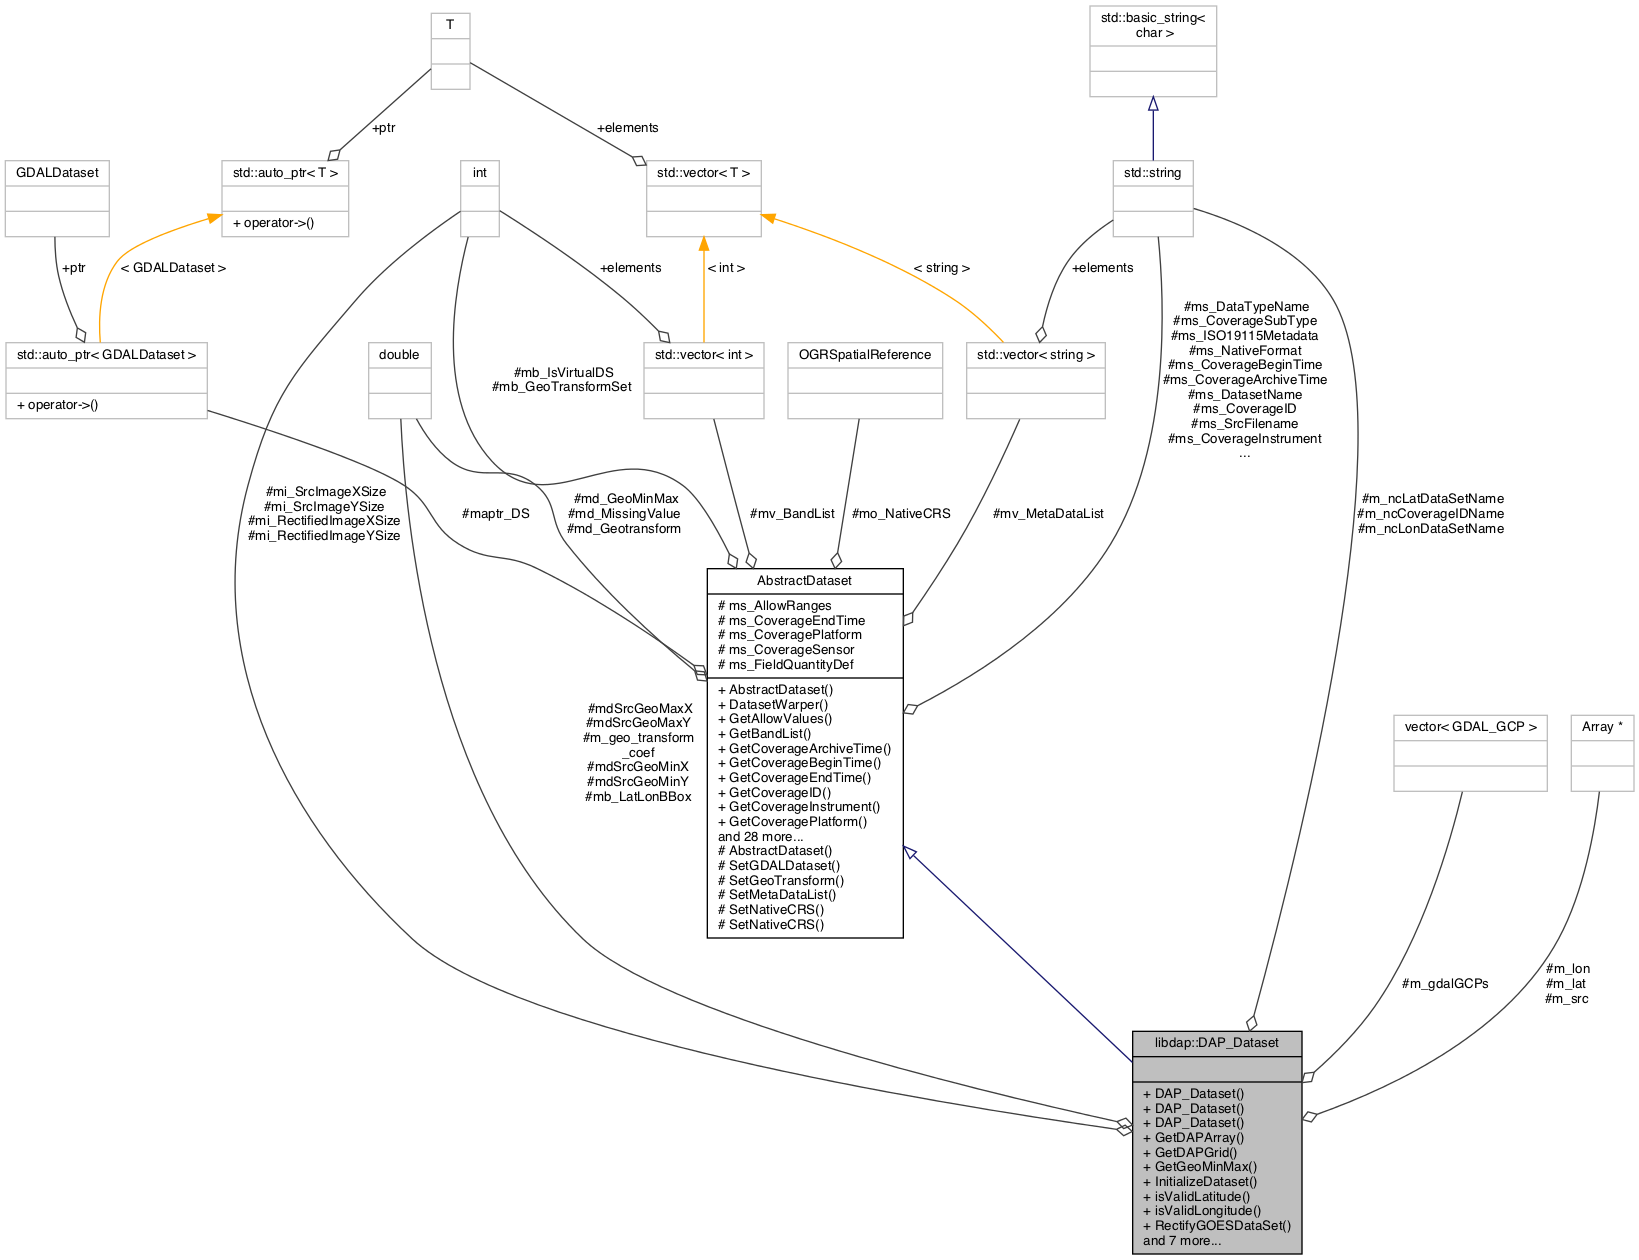 T
std::basic_string<
char >
+ptr
+elements
GDALDataset
std::auto_ptr< T >
+ operator->()
int
std::vector< T >
std::string
+ptr
< GDALDataset >
+elements
< int >
< string >
+elements
#ms_DataTypeName
#ms_CoverageSubType
#ms_ISO19115Metadata
#ms_NativeFormat
#ms_CoverageBeginTime
#ms_CoverageArchiveTime
#ms_DatasetName
#ms_CoverageID
#ms_SrcFilename
#ms_CoverageInstrument
...
std::auto_ptr< GDALDataset >
+ operator->()
double
#mb_IsVirtualDS
#mb_GeoTransformSet
std::vector< int >
OGRSpatialReference
std::vector< string >
#mi_SrcImageXSize
#mi_SrcImageYSize
#mi_RectifiedImageXSize
#mi_RectifiedImageYSize
#maptr_DS
#md_GeoMinMax
#md_MissingValue
#md_Geotransform
#mv_BandList
#mo_NativeCRS
#mv_MetaDataList
#m_ncLatDataSetName
#m_ncCoverageIDName
#m_ncLonDataSetName
AbstractDataset
# ms_AllowRanges
# ms_CoverageEndTime
# ms_CoveragePlatform
# ms_CoverageSensor
# ms_FieldQuantityDef
+ AbstractDataset()
+ DatasetWarper()
+ GetAllowValues()
+ GetBandList()
+ GetCoverageArchiveTime()
+ GetCoverageBeginTime()
+ GetCoverageEndTime()
+ GetCoverageID()
+ GetCoverageInstrument()
+ GetCoveragePlatform()
and 28 more...
# AbstractDataset()
# SetGDALDataset()
# SetGeoTransform()
# SetMetaDataList()
# SetNativeCRS()
# SetNativeCRS()
#mdSrcGeoMaxX
#mdSrcGeoMaxY
#m_geo_transform
_coef
#mdSrcGeoMinX
#mdSrcGeoMinY
#mb_LatLonBBox
vector< GDAL_GCP >
Array *
#m_gdalGCPs
#m_lon
#m_lat
#m_src
libdap::DAP_Dataset
+ DAP_Dataset()
+ DAP_Dataset()
+ DAP_Dataset()
+ GetDAPArray()
+ GetDAPGrid()
+ GetGeoMinMax()
+ InitializeDataset()
+ isValidLatitude()
+ isValidLongitude()
+ RectifyGOESDataSet()
and 7 more...